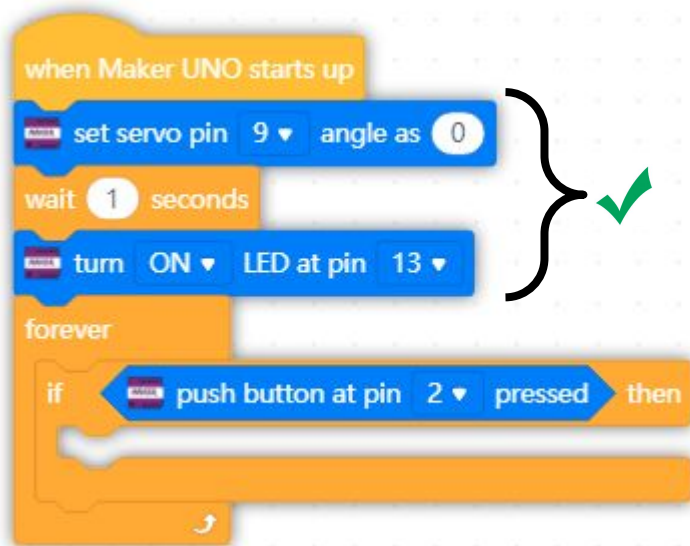 when Maker UNO starts up
set servo pin 9 angle as 0
wait 1 seconds
turn ON LED at pin 13
forever
if push button at pin 2 pressed then